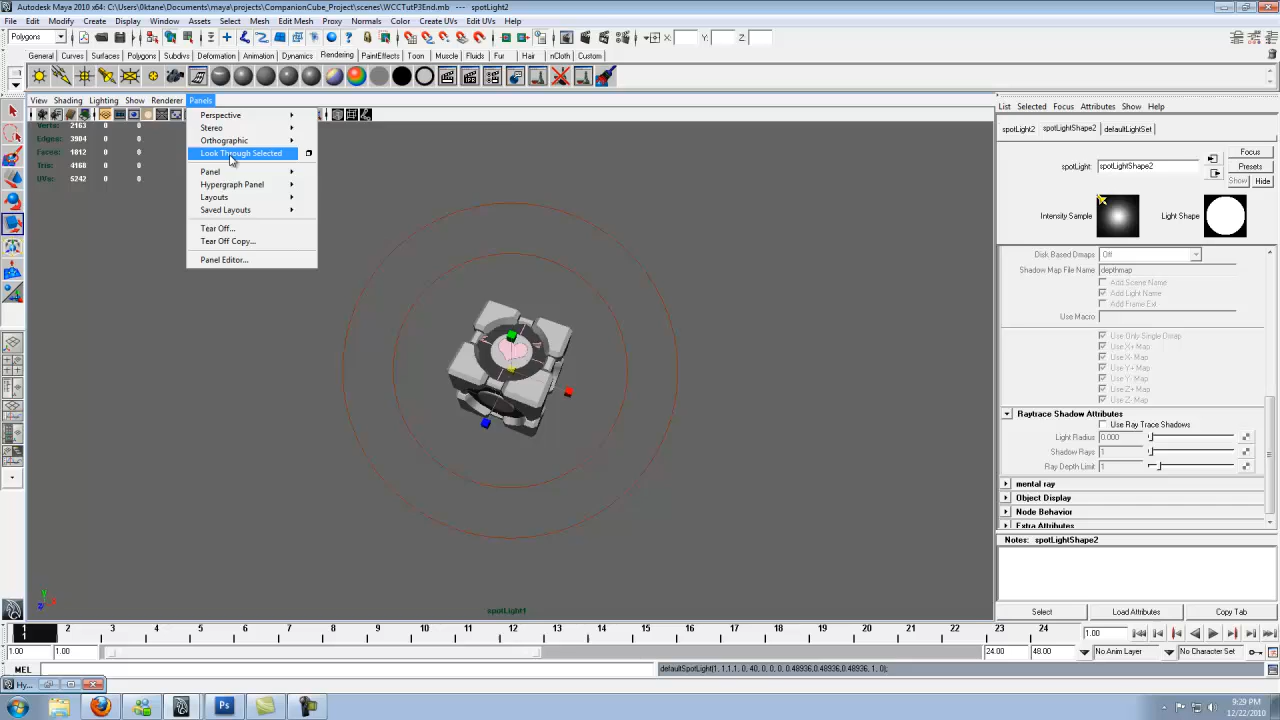 Autodesk Maya 2010 x64: C:\Users\0ktane\Documents\maya\projects\CompanionCube_Project\scenes\WCCTutP3End.mb --- spotLight2
File Edit Modify Create Display Window Assets Select Mesh Edit Mesh Proxy Normals Color Create UVs Edit UVs Help
Polygons X: Y: Z:
General Curves Surfaces Polygons Subdivs Deformation Animation Dynamics Rendering PaintEffects Toon Muscle Fluids Fur Hair nCloth Custom
View Shading Lighting Show Renderer Panels
List Selected Focus Attributes Show Help
Verts: 2163 0 0
Edges: 3904 0 0
Faces: 1812 0 0
Tris: 4168 0 0
UVs: 5242 0 0
Perspective
Stereo
Orthographic
Look Through Selected
Panel
Hypergraph Panel
Layouts
Saved Layouts
Tear Off...
Tear Off Copy...
Panel Editor...
spotLight1
spotLight2 spotLightShape2 defaultLightSet
Focus
spotLight: spotLightShape2 Presets
Show Hide
Intensity Sample Light Shape
Disk Based Dmaps Off
Shadow Map File Name depthmap
Add Scene Name
Add Light Name
Add Frame Ext
Use Macro
Use Only Single Dmap
Use X+ Map
Use X- Map
Use Y+ Map
Use Y- Map
Use Z+ Map
Use Z- Map
Raytrace Shadow Attributes
Use Ray Trace Shadows
Light Radius 0.000
Shadow Rays 1
Ray Depth Limit 1
mental ray
Object Display
Node Behavior
Extra Attributes
Notes: spotLightShape2
Select Load Attributes Copy Tab
1 2 3 4 5 6 7 8 9 10 11 12 13 14 15 16 17 18 19 20 21 22 23 24 1.00
1.00 1.00 24.00 48.00 No Anim Layer No Character Set
MEL defaultSpotLight(1, 1,1,1, 0, 40, 0, 0, 0, 0.48936,0.48936,0.48936, 1, 0);
Hy...
Ps
9:29 PM
12/22/2010